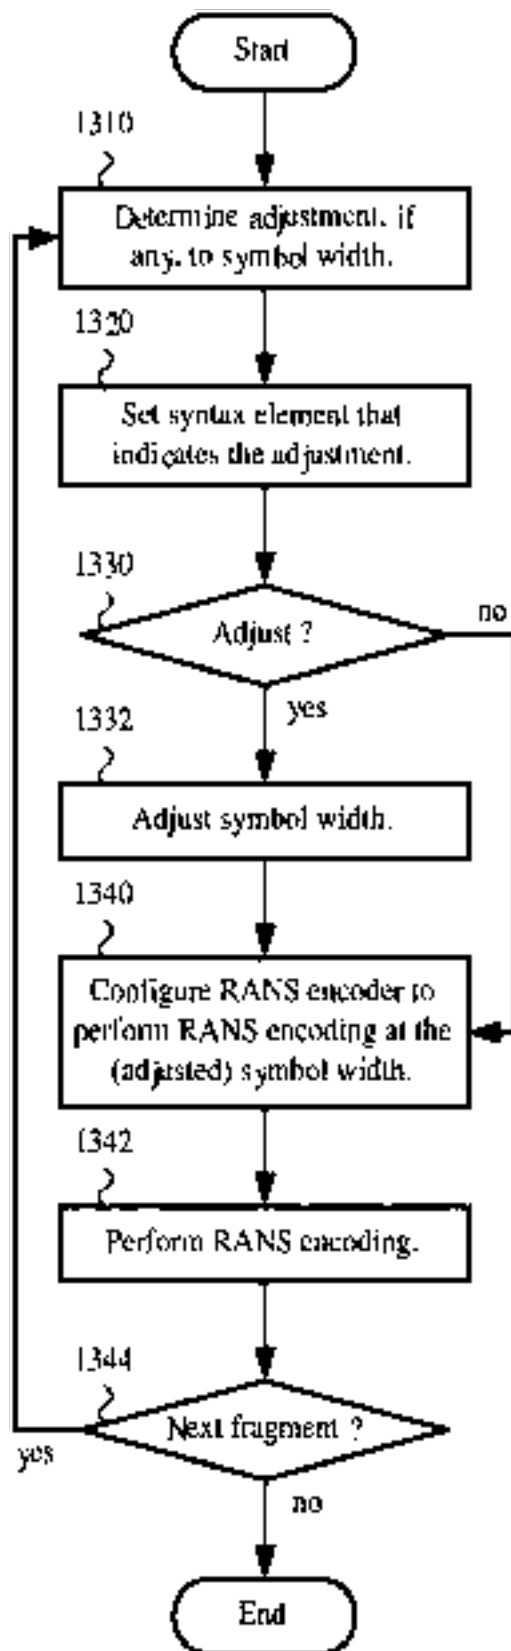 Start
1310
Determine adjustment, if
any, to symbol width.
1320
Set syntax element that
indicates the adjustment.
1330
Adjust ?
no
yes
1332
Adjust symbol width.
1340
Configure RANS encoder to
perform RANS encoding at the
(adjusted) symbol width.
1342
Perform RANS encoding.
1344
Next fragment ?
yes
no
End